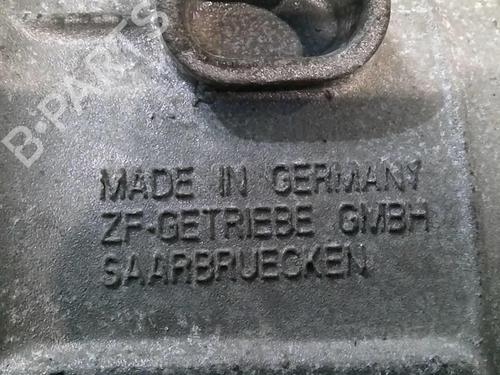 B-PARTS
MADE IN GERMANY
ZF-GETRIEBE GMBH
SAARBRUECKEN